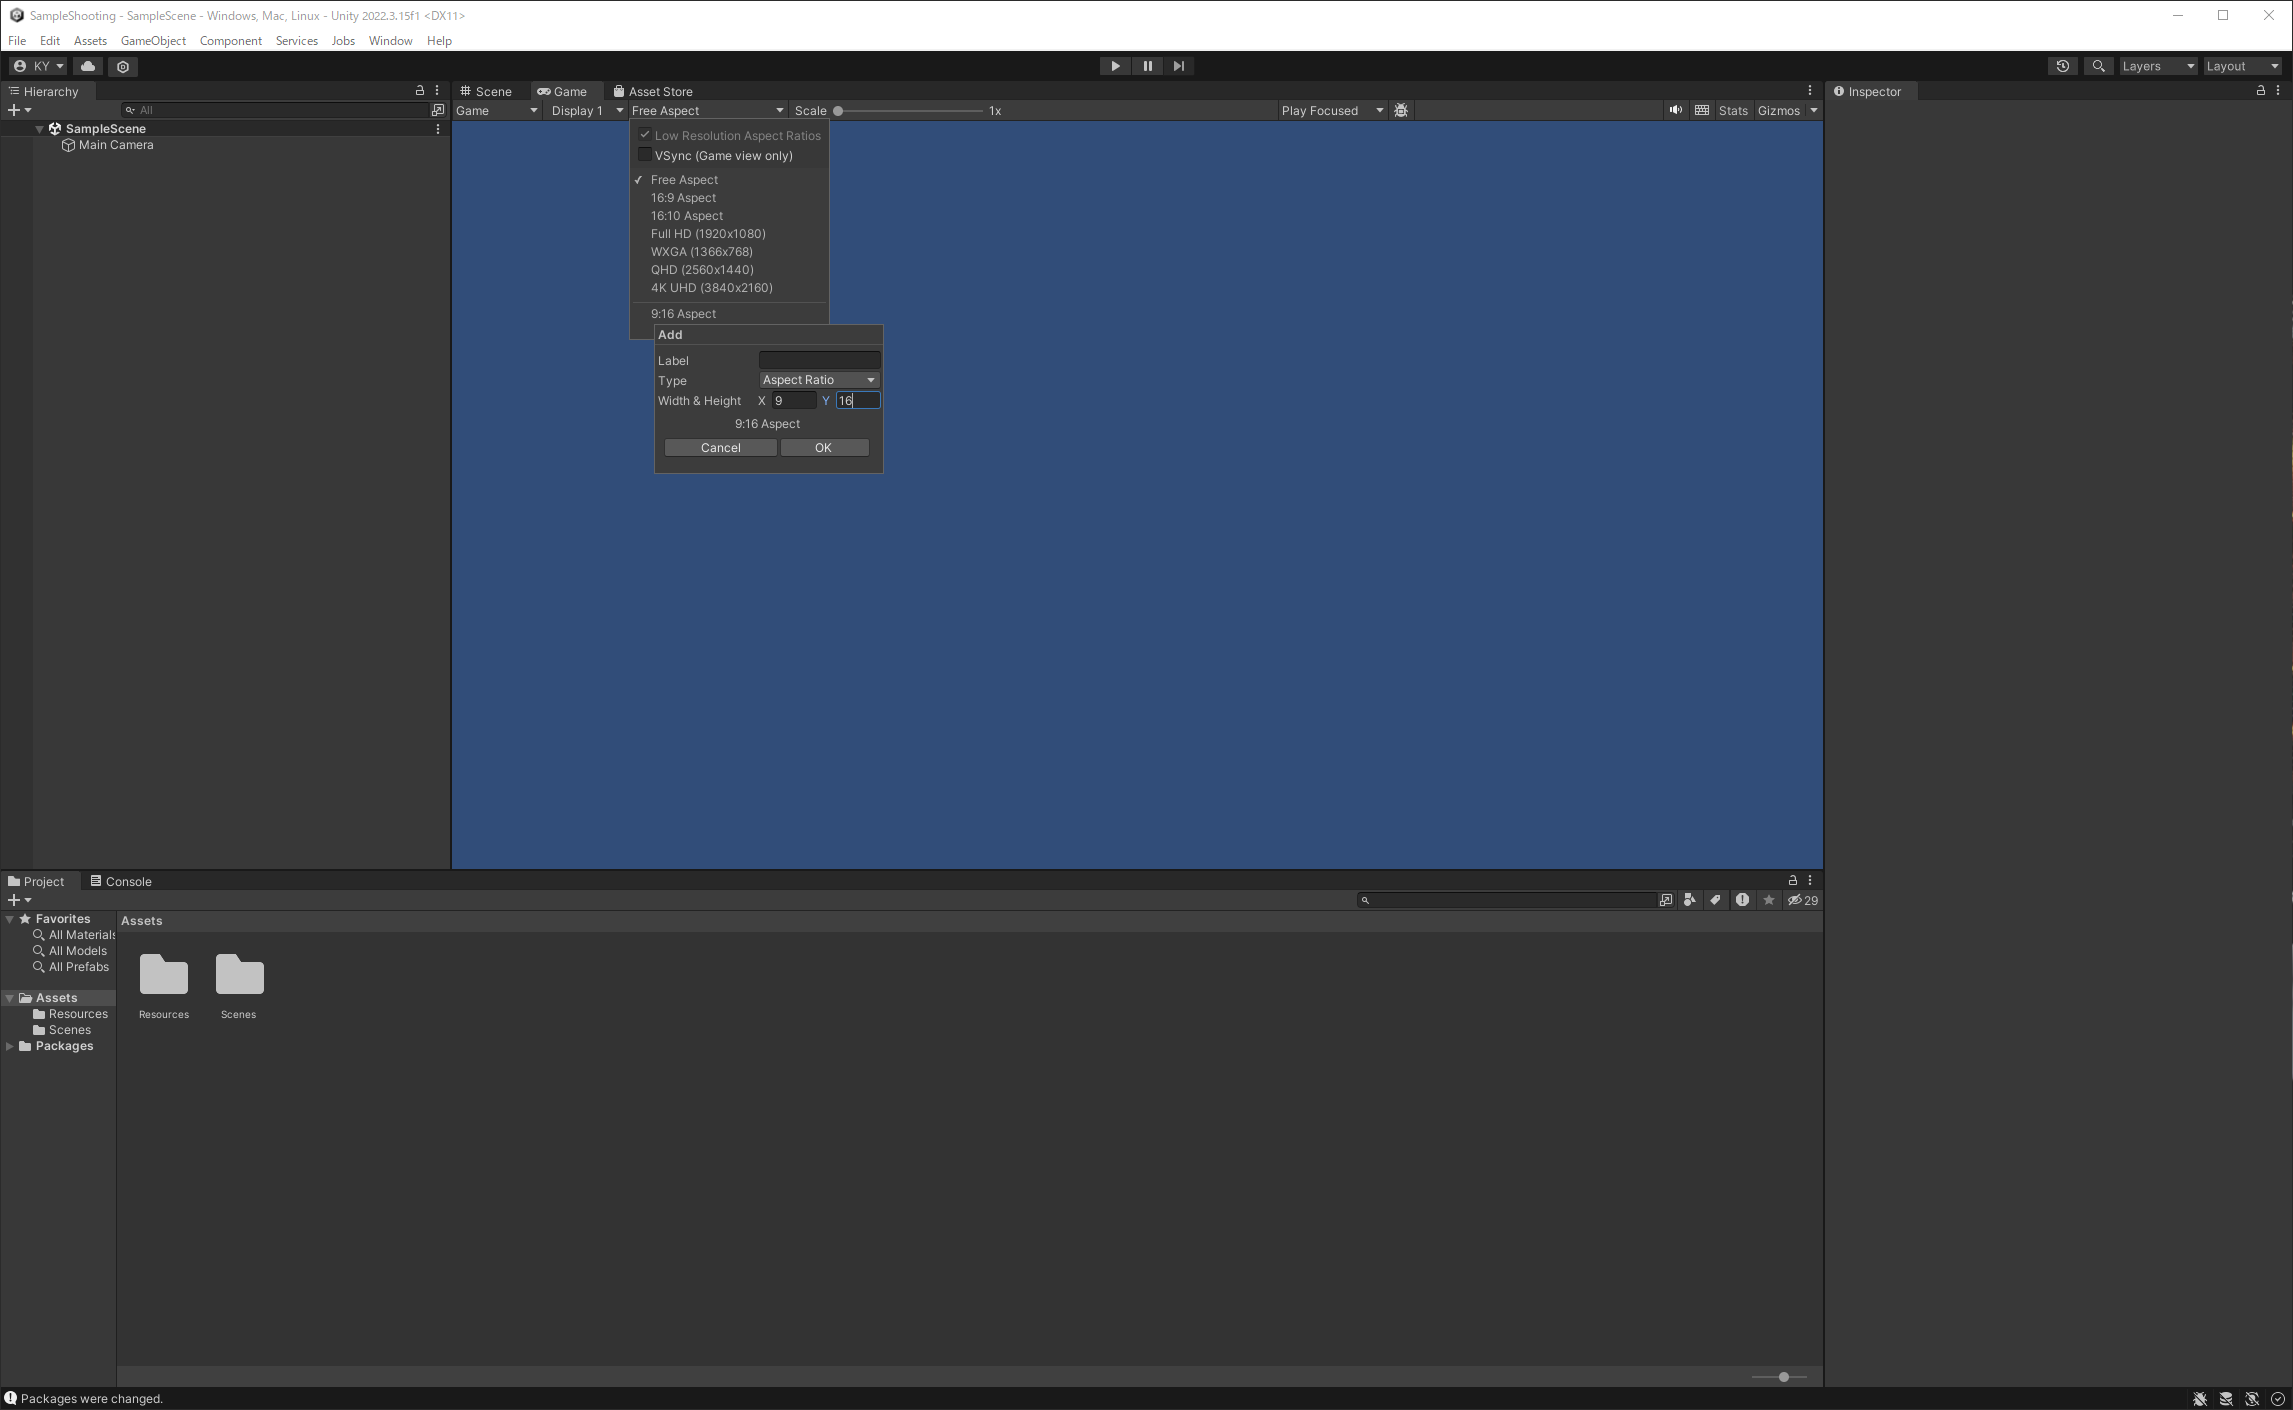 SampleShooting - SampleScene - Windows, Mac, Linux - Unity 2022.3.15f1 <DX11>
File Edit Assets GameObject Component Services Jobs Window Help
KY Layers Layout
Hierarchy
All
SampleScene
Main Camera
Scene Game Asset Store
Game Display 1 Free Aspect Scale 1x Play Focused Stats Gizmos
Low Resolution Aspect Ratios
VSync (Game view only)
Free Aspect
16:9 Aspect
16:10 Aspect
Full HD (1920x1080)
WXGA (1366x768)
QHD (2560x1440)
4K UHD (3840x2160)
9:16 Aspect
Add
Label
Type Aspect Ratio
Width & Height X 9 Y 16
9:16 Aspect
Cancel OK
Inspector
Project Console
29
Favorites
All Materials
All Models
All Prefabs
Assets
Resources
Scenes
Packages
Assets
Resources Scenes
Packages were changed.